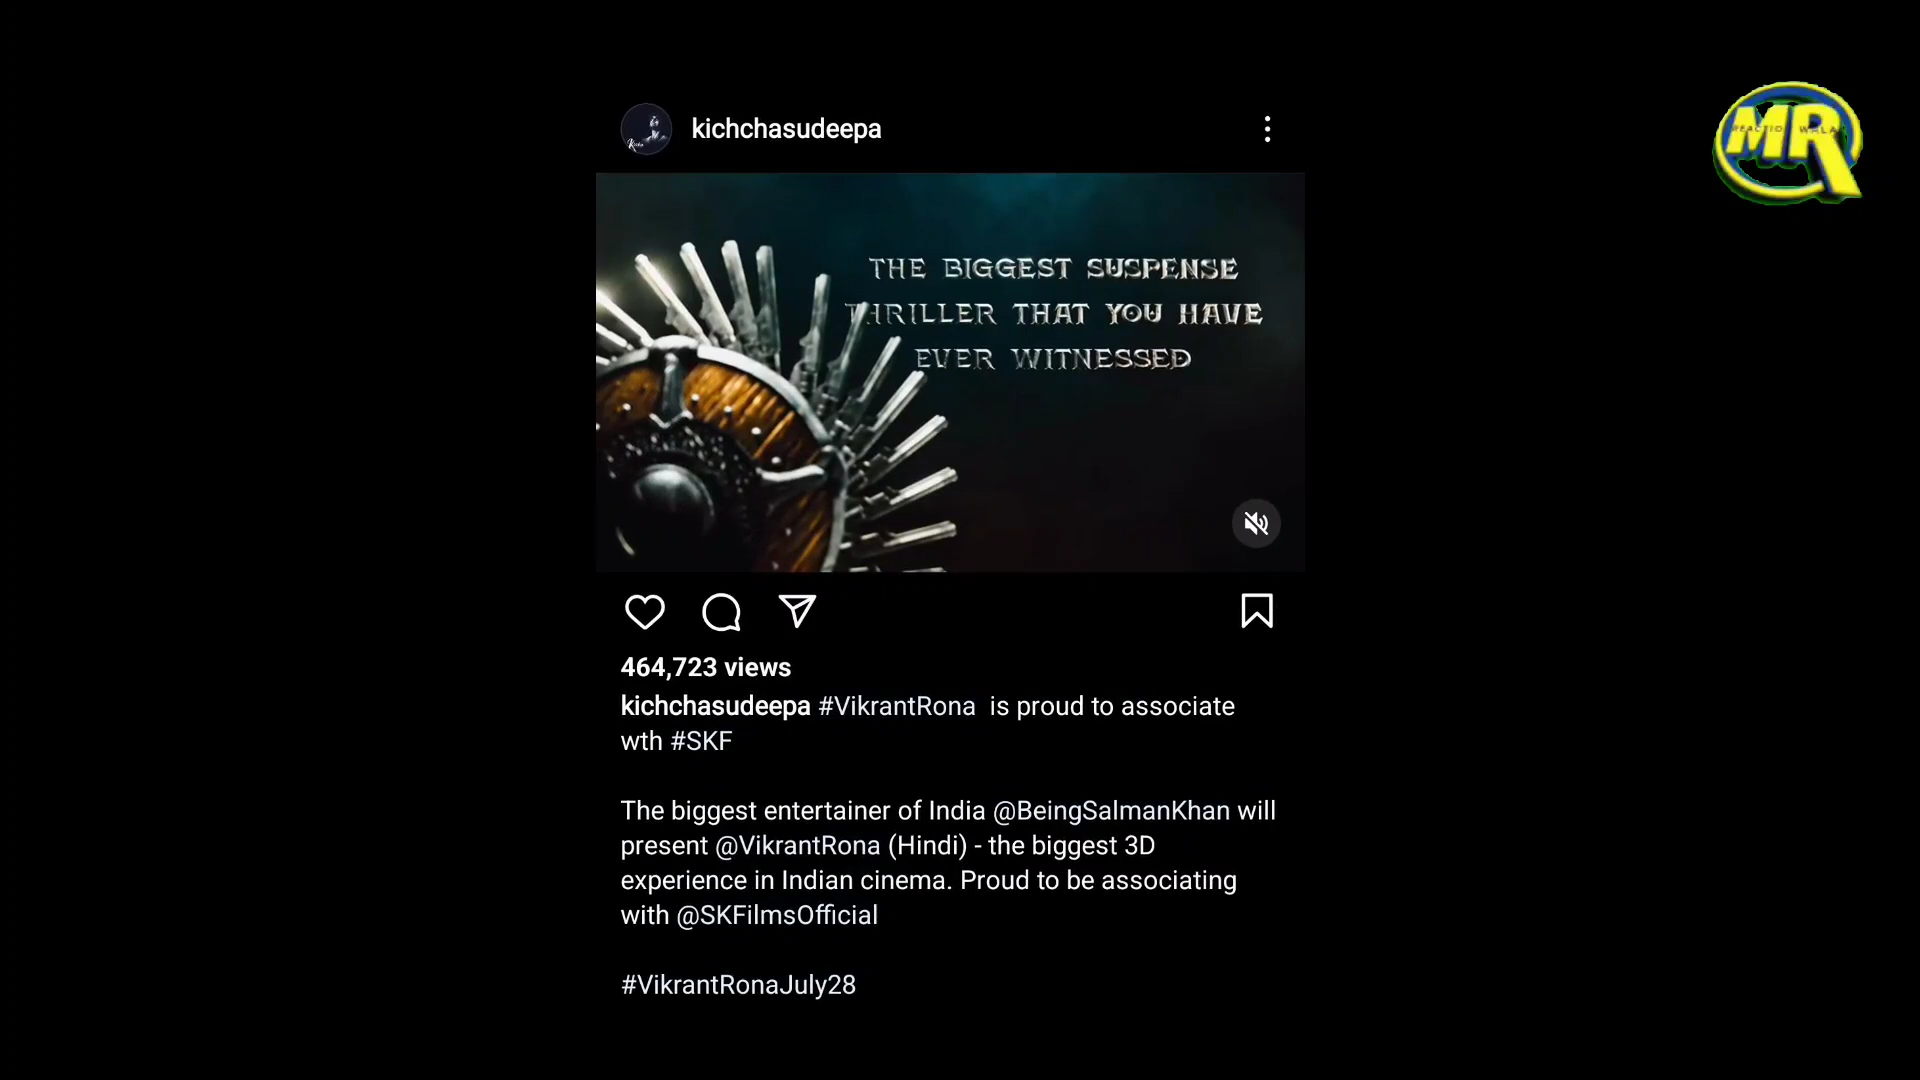 kichchasudeepa
MR
REACTION WALA
THE BIGGEST SUSPENSE
THRILLER THAT YOU HAVE
EVER WITNESSED
464,723 views
kichchasudeepa #VikrantRona is proud to associate
wth #SKF
The biggest entertainer of India @BeingSalmanKhan will
present @VikrantRona (Hindi) - the biggest 3D
experience in Indian cinema. Proud to be associating
with @SKFilmsOfficial
#VikrantRonaJuly28